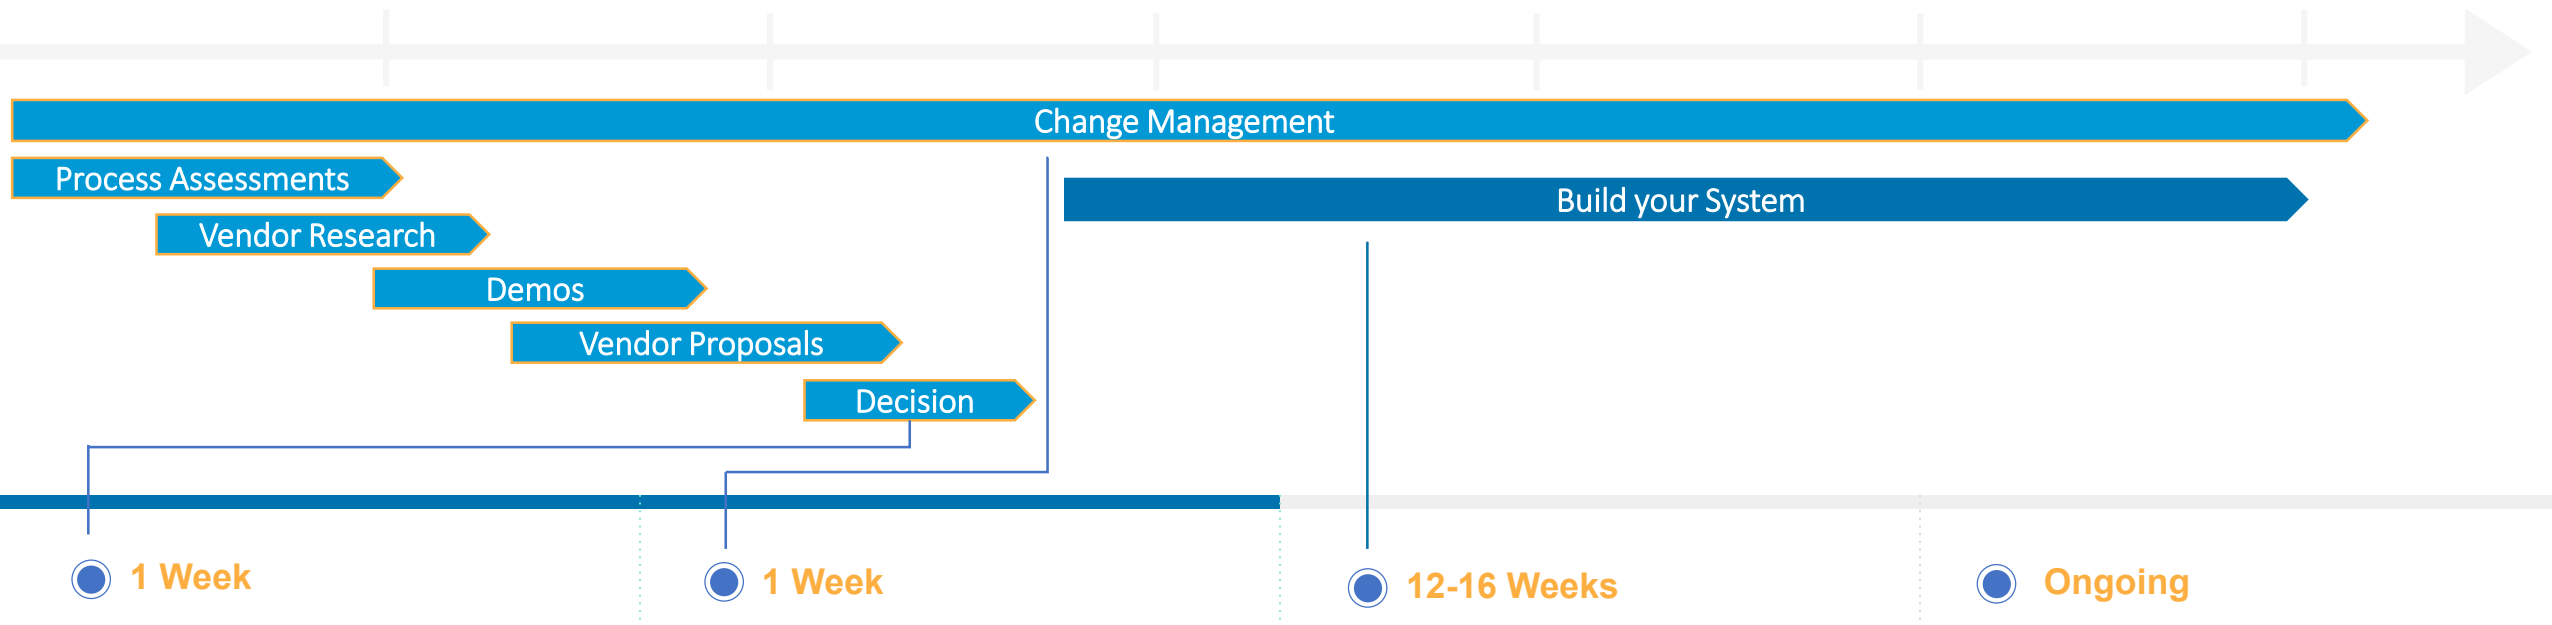 Change Management
Process Assessments
Build your System
Vendor Research
Demos
Vendor Proposals
Decision
1 Week
1 Week
12-16 Weeks
Ongoing